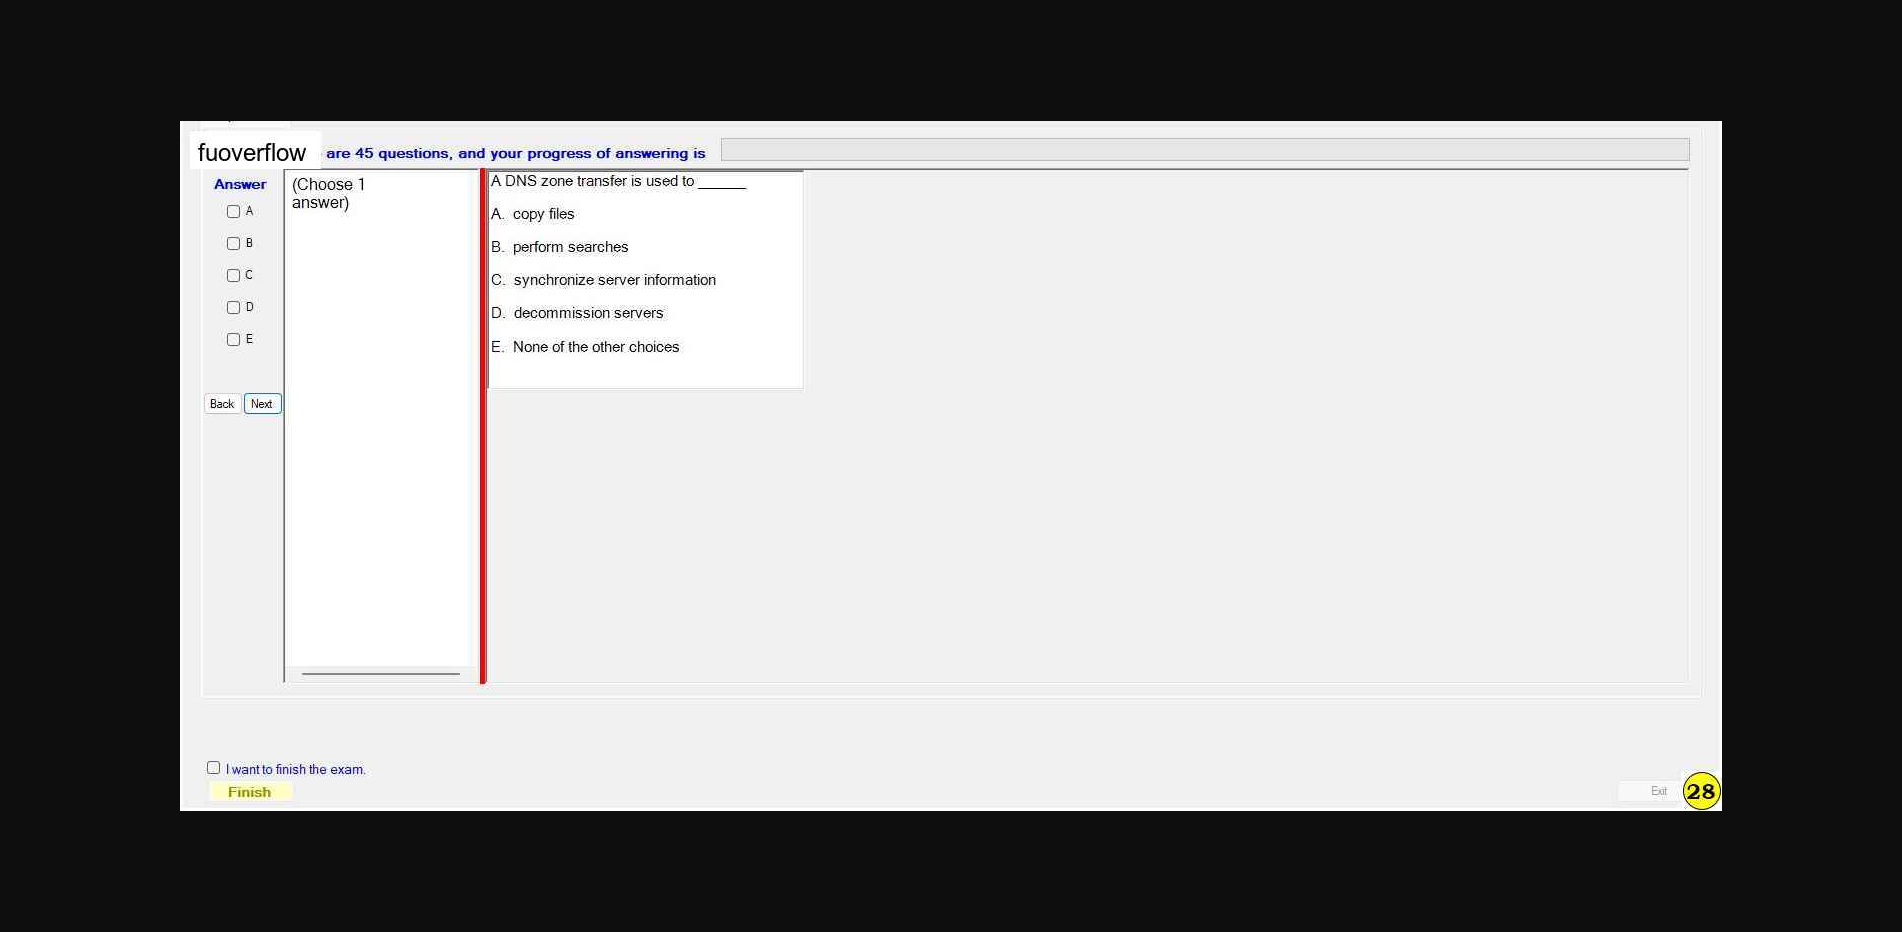 fuoverflow are 45 questions, and your progress of answering is
Answer
A
B
C
D
E
Back Next
(Choose 1
answer)
A DNS zone transfer is used to ______
A. copy files
B. perform searches
C. synchronize server information
D. decommission servers
E. None of the other choices
I want to finish the exam.
Finish
Exit
28